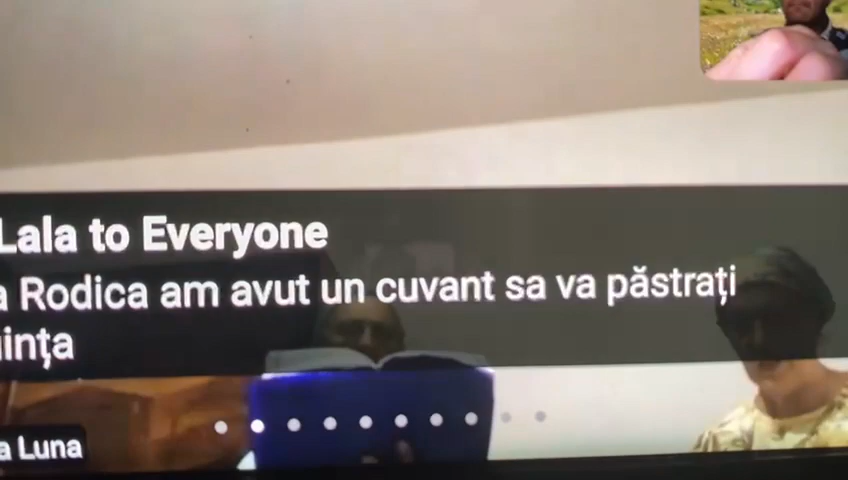 Lala to Everyone
a Rodica am avut un cuvant sa va păstrați
ința
a Luna